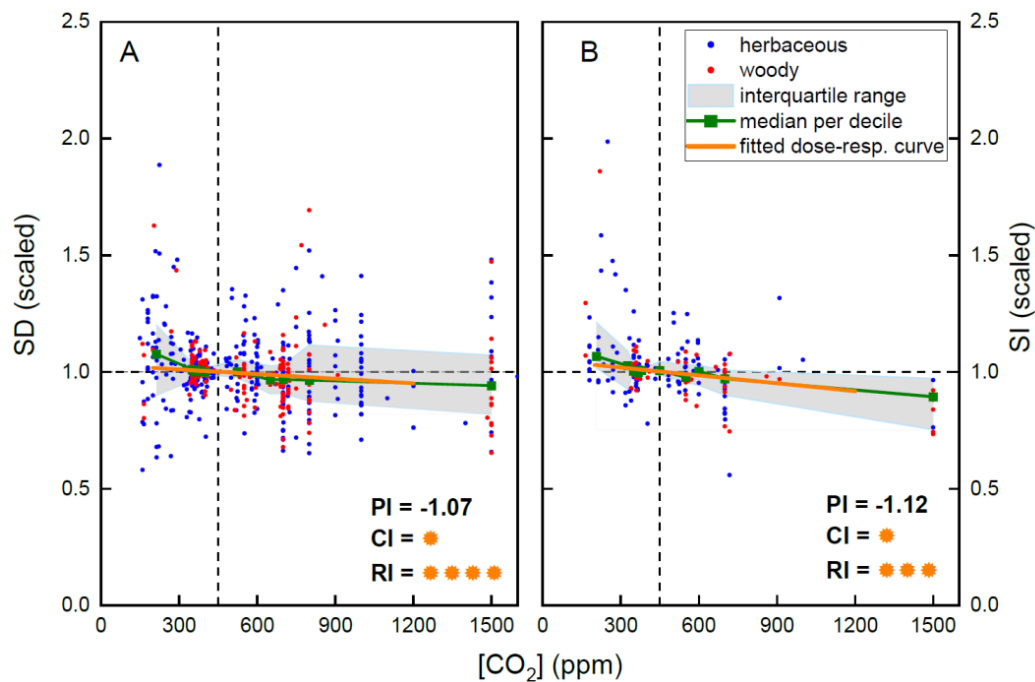 A
B
herbaceous
woody
interquartile range
median per decile
fitted dose-resp. curve
SD (scaled)
SI (scaled)
2.5
2.0
1.5
1.0
0.5
0.0
2.5
2.0
1.5
1.0
0.5
0.0
PI = -1.07
CI =
RI =
PI = -1.12
CI =
RI =
0 300 600 900 1200 1500
0 300 600 900 1200 1500
[CO₂] (ppm)